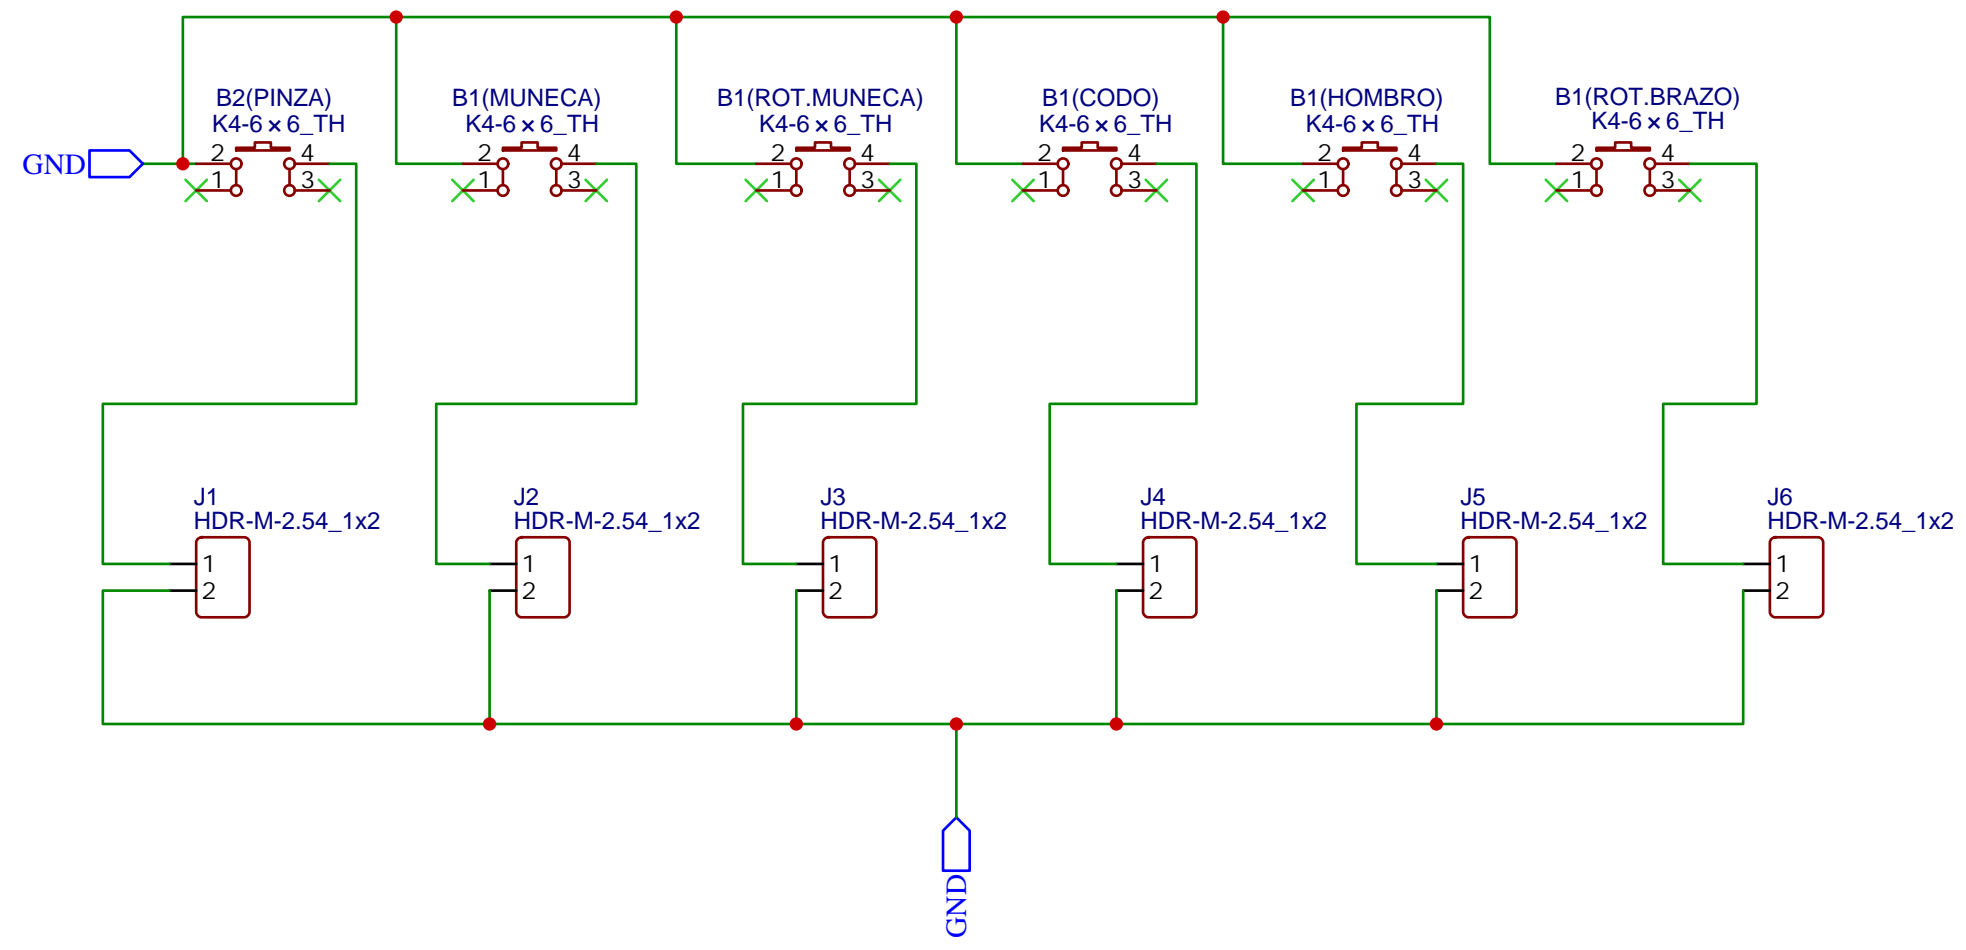 B2(PINZA)
K4-6×6_TH
B1(MUNECA)
K4-6×6_TH
B1(ROT.MUNECA)
K4-6×6_TH
B1(CODO)
K4-6×6_TH
B1(HOMBRO)
K4-6×6_TH
B1(ROT.BRAZO)
K4-6×6_TH
GND
2 4
1 3
2 4
1 3
2 4
1 3
2 4
1 3
2 4
1 3
2 4
1 3
J1
HDR-M-2.54_1x2
1
2
J2
HDR-M-2.54_1x2
1
2
J3
HDR-M-2.54_1x2
1
2
J4
HDR-M-2.54_1x2
1
2
J5
HDR-M-2.54_1x2
1
2
J6
HDR-M-2.54_1x2
1
2
GND